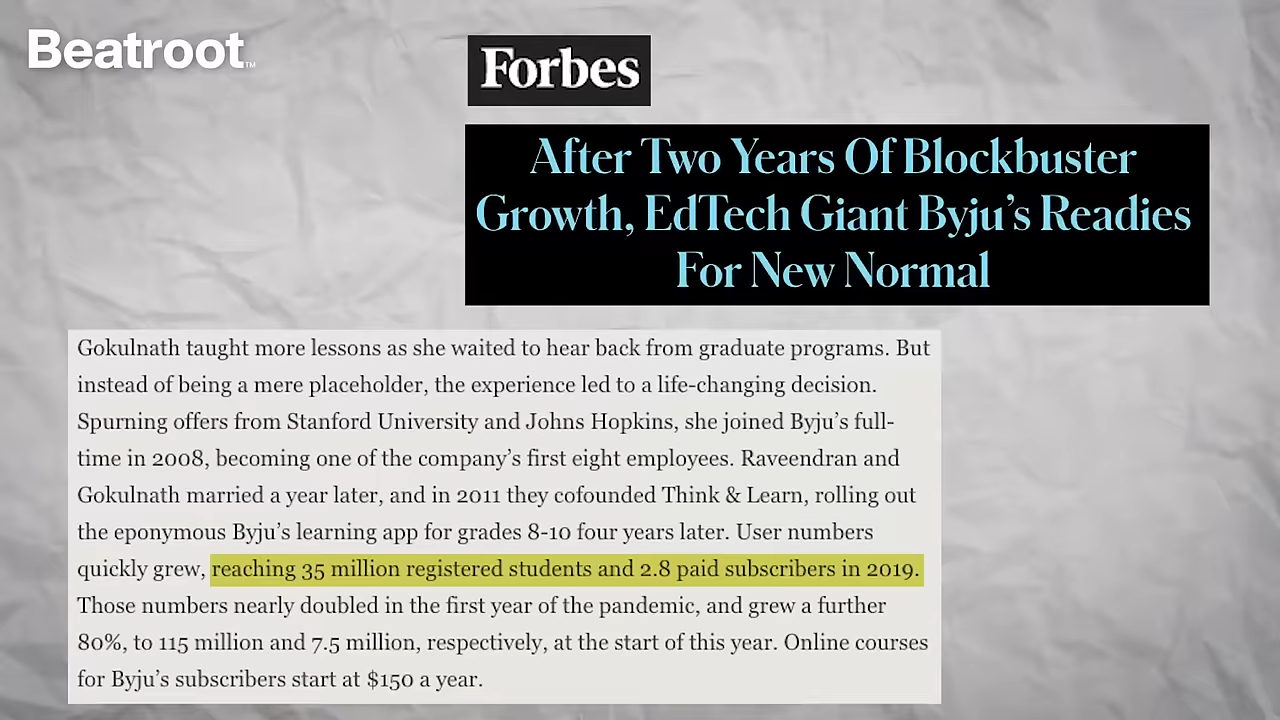 Beatroot™
Forbes
After Two Years Of Blockbuster
Growth, EdTech Giant Byju’s Readies
For New Normal
Gokulnath taught more lessons as she waited to hear back from graduate programs. But
instead of being a mere placeholder, the experience led to a life-changing decision.
Spurning offers from Stanford University and Johns Hopkins, she joined Byju’s full-
time in 2008, becoming one of the company’s first eight employees. Raveendran and
Gokulnath married a year later, and in 2011 they cofounded Think & Learn, rolling out
the eponymous Byju’s learning app for grades 8-10 four years later. User numbers
quickly grew, reaching 35 million registered students and 2.8 paid subscribers in 2019.
Those numbers nearly doubled in the first year of the pandemic, and grew a further
80%, to 115 million and 7.5 million, respectively, at the start of this year. Online courses
for Byju’s subscribers start at $150 a year.